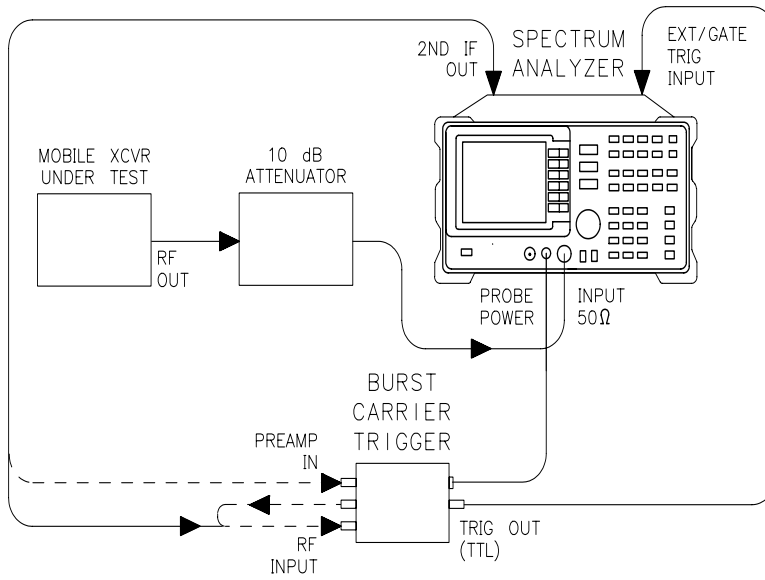 2ND IF
OUT
SPECTRUM
ANALYZER
EXT/GATE
TRIG
INPUT
MOBILE XCVR
UNDER TEST
10 dB
ATTENUATOR
RF
OUT
PROBE
POWER
INPUT
50Ω
BURST
CARRIER
TRIGGER
PREAMP
IN
RF
INPUT
TRIG OUT
(TTL)